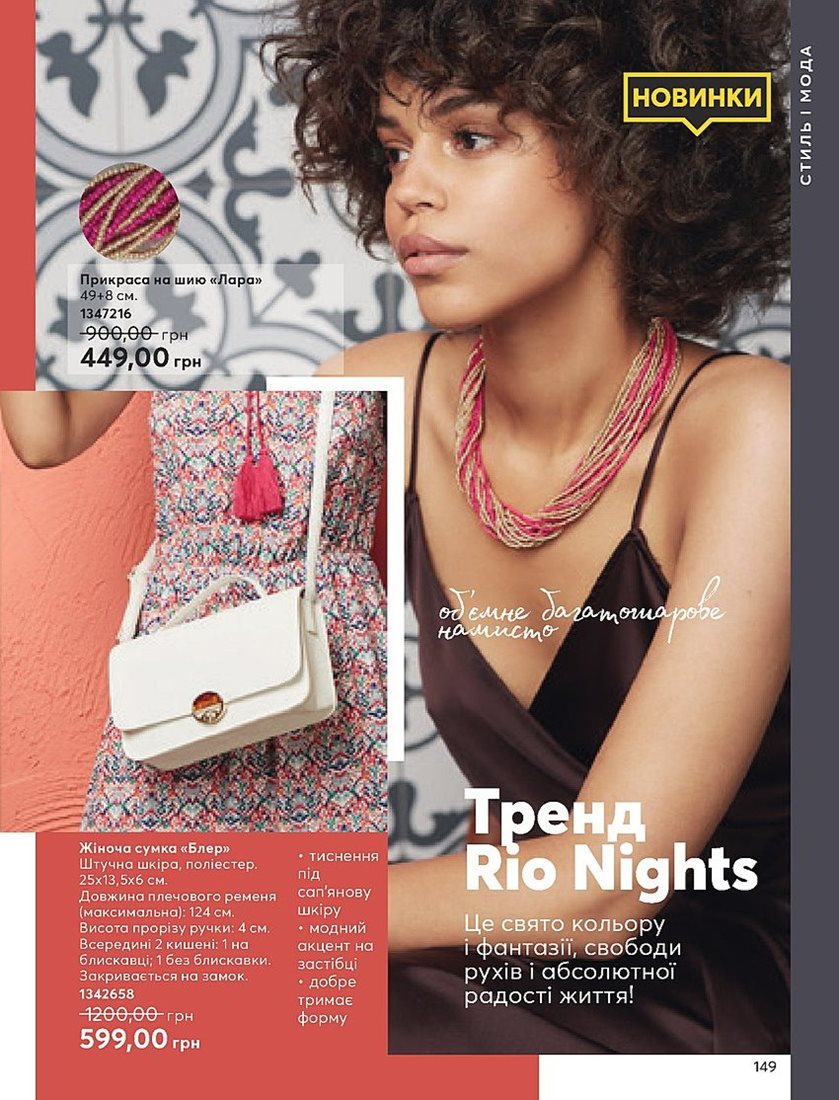 НОВИНКИ
СТИЛЬ І МОДА
Прикраса на шию «Лара»
49+8 см.
1347216
900,00 грн
449,00 грн
об'ємне багатошарове
намисто
Тренд
Rio Nights
Це свято кольору
і фантазії, свободи
рухів і абсолютної
радості життя!
Жіноча сумка «Блер»
Штучна шкіра, поліестер.
25x13,5x6 см.
Довжина плечового ременя
(максимальна): 124 см.
Висота прорізу ручки: 4 см.
Всередині 2 кишені: 1 на
блискавці; 1 без блискавки.
Закривається на замок.
1342658
1200,00 грн
599,00 грн
• тиснення
під
сап'янову
шкіру
• модний
акцент на
застібці
• добре
тримає
форму
149